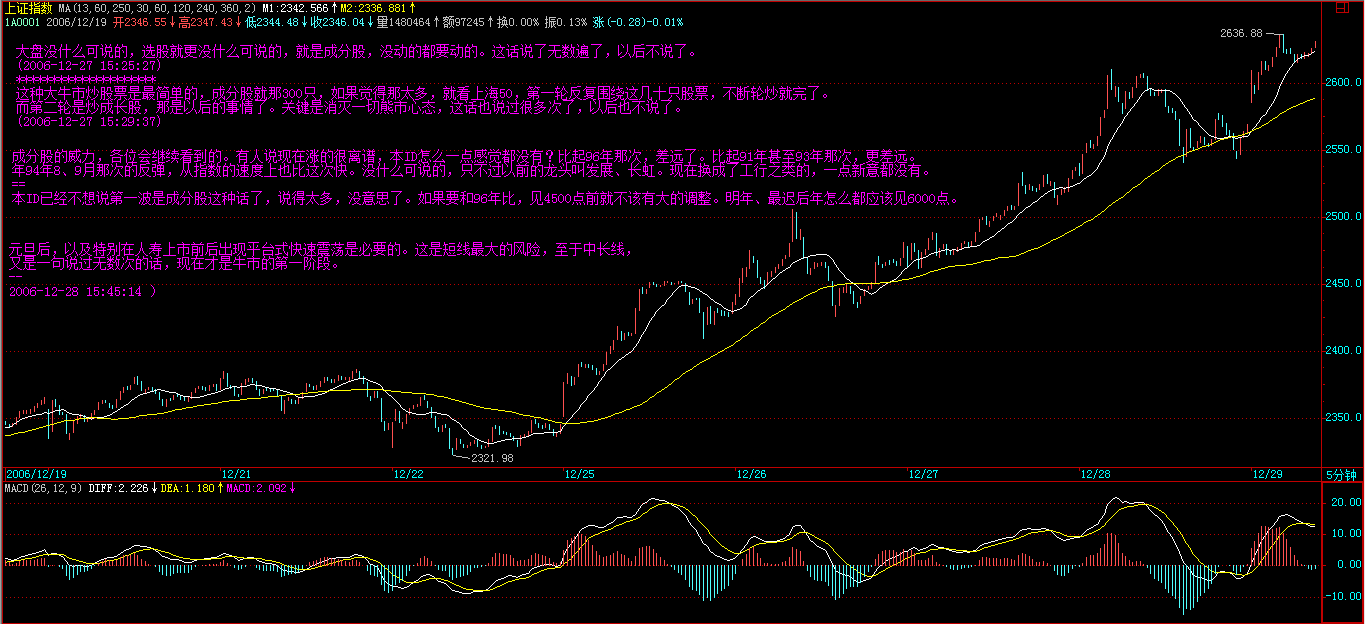 上证指数 MA(13,60,250,30,60,120,240,360,2) M1:2342.566↑M2:2336.881↑
1A0001 2006/12/19 开2346.55↓高2347.43↓低2344.48↓收2346.04↓量1480464↑额97245↑换0.00% 振0.13% 涨(-0.28)-0.01%
2636.88
大盘没什么可说的，选股就更没什么可说的，就是成分股，没动的都要动的。这话说了无数遍了，以后不说了。
(2006-12-27 15:25:27)
********************
这种大牛市炒股票是最简单的，成分股就那300只，如果觉得那太多，就看上海50，第一轮反复围绕这几十只股票，不断轮炒就完了。
而第二轮是炒成长股，那是以后的事情了。关键是消灭一切熊市心态，这话也说过很多次了，以后也不说了。
(2006-12-27 15:29:37)
成分股的威力，各位会继续看到的。有人说现在涨的很离谱，本ID怎么一点感觉都没有？比起96年那次，差远了。比起91年甚至93年那次，更差远。
年94年8、9月那次的反弹，从指数的速度上也比这次快。没什么可说的，只不过以前的龙头叫发展、长虹。现在换成了工行之类的，一点新意都没有。
==
本ID已经不想说第一波是成分股这种话了，说得太多，没意思了。如果要和96年比，见4500点前就不该有大的调整。明年、最迟后年怎么都应该见6000点。
元旦后，以及特别在人寿上市前后出现平台式快速震荡是必要的。这是短线最大的风险，至于中长线，
又是一句说过无数次的话，现在才是牛市的第一阶段。
==
2006-12-28 15:45:14 )
2600.0
2550.0
2500.0
2450.0
2400.0
2350.0
2321.98
2006/12/19 12/21 12/22 12/25 12/26 12/27 12/28 12/29 5分钟
MACD(26,12,9) DIFF:2.226↓DEA:1.180↑MACD:2.092↓
20.00
10.00
0.00
-10.00